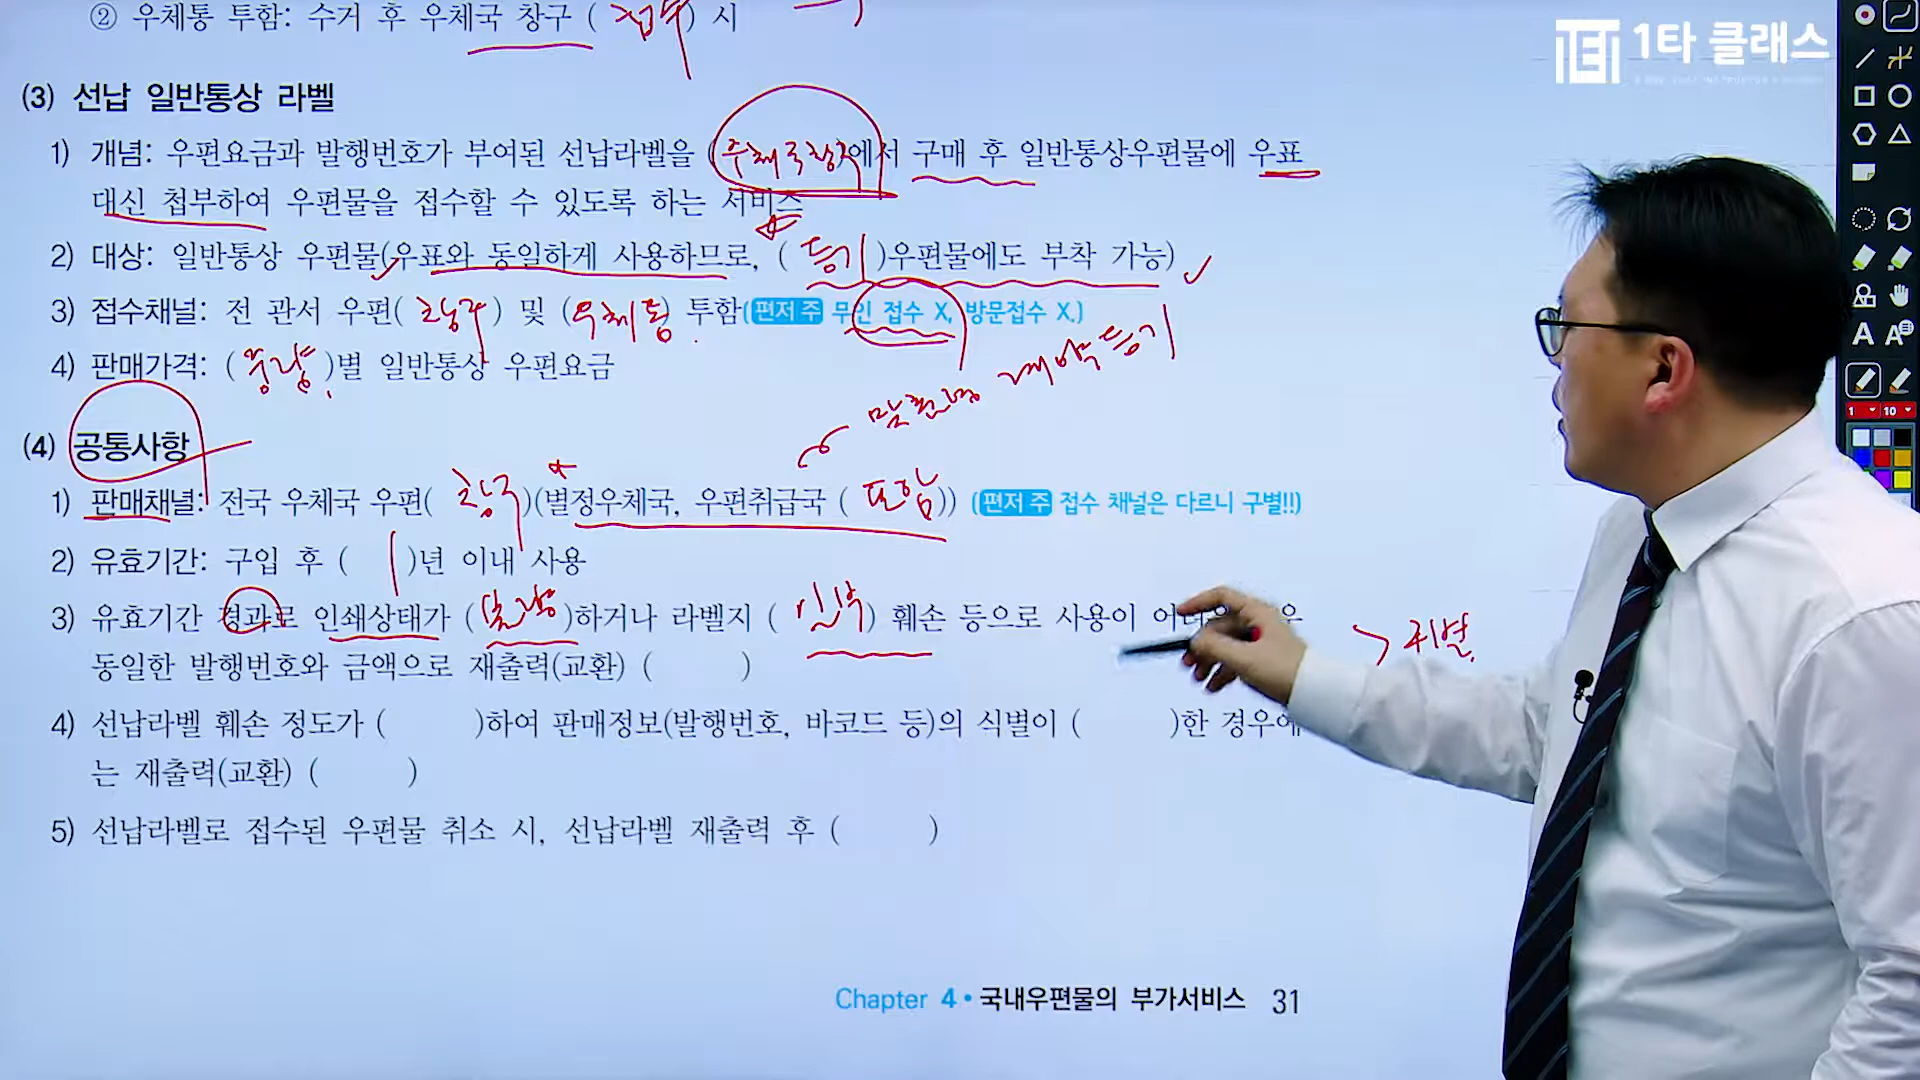 ② 우체통 투함: 수거 후 우체국 창구 ( 접수 ) 시
1타 클래스
(3) 선납 일반통상 라벨
1) 개념: 우편요금과 발행번호가 부여된 선납라벨을 (우체국창구)에서 구매 후 일반통상우편물에 우표
대신 첩부하여 우편물을 접수할 수 있도록 하는 서비스
2) 대상: 일반통상 우편물(우표와 동일하게 사용하므로, ( 등기 )우편물에도 부착 가능)
3) 접수채널: 전 관서 우편( 창구 ) 및 (우체통) 투함(편저 주 무인 접수 X, 방문접수 X.)
4) 판매가격: ( 중량 )별 일반통상 우편요금
계약등기
(4) 공통사항
1) 판매채널: 전국 우체국 우편( 창구 )(별정우체국, 우편취급국 ( 포함 )) (편저 주 접수 채널은 다르니 구별!!)
2) 유효기간: 구입 후 ( 1 )년 이내 사용
3) 유효기간 경과로 인쇄상태가 (불량)하거나 라벨지 ( 일부 ) 훼손 등으로 사용이
동일한 발행번호와 금액으로 재출력(교환) ( )
식별
4) 선납라벨 훼손 정도가 ( )하여 판매정보(발행번호, 바코드 등)의 식별이 ( )한 경우에
는 재출력(교환) ( )
5) 선납라벨로 접수된 우편물 취소 시, 선납라벨 재출력 후 ( )
Chapter 4 • 국내우편물의 부가서비스 31